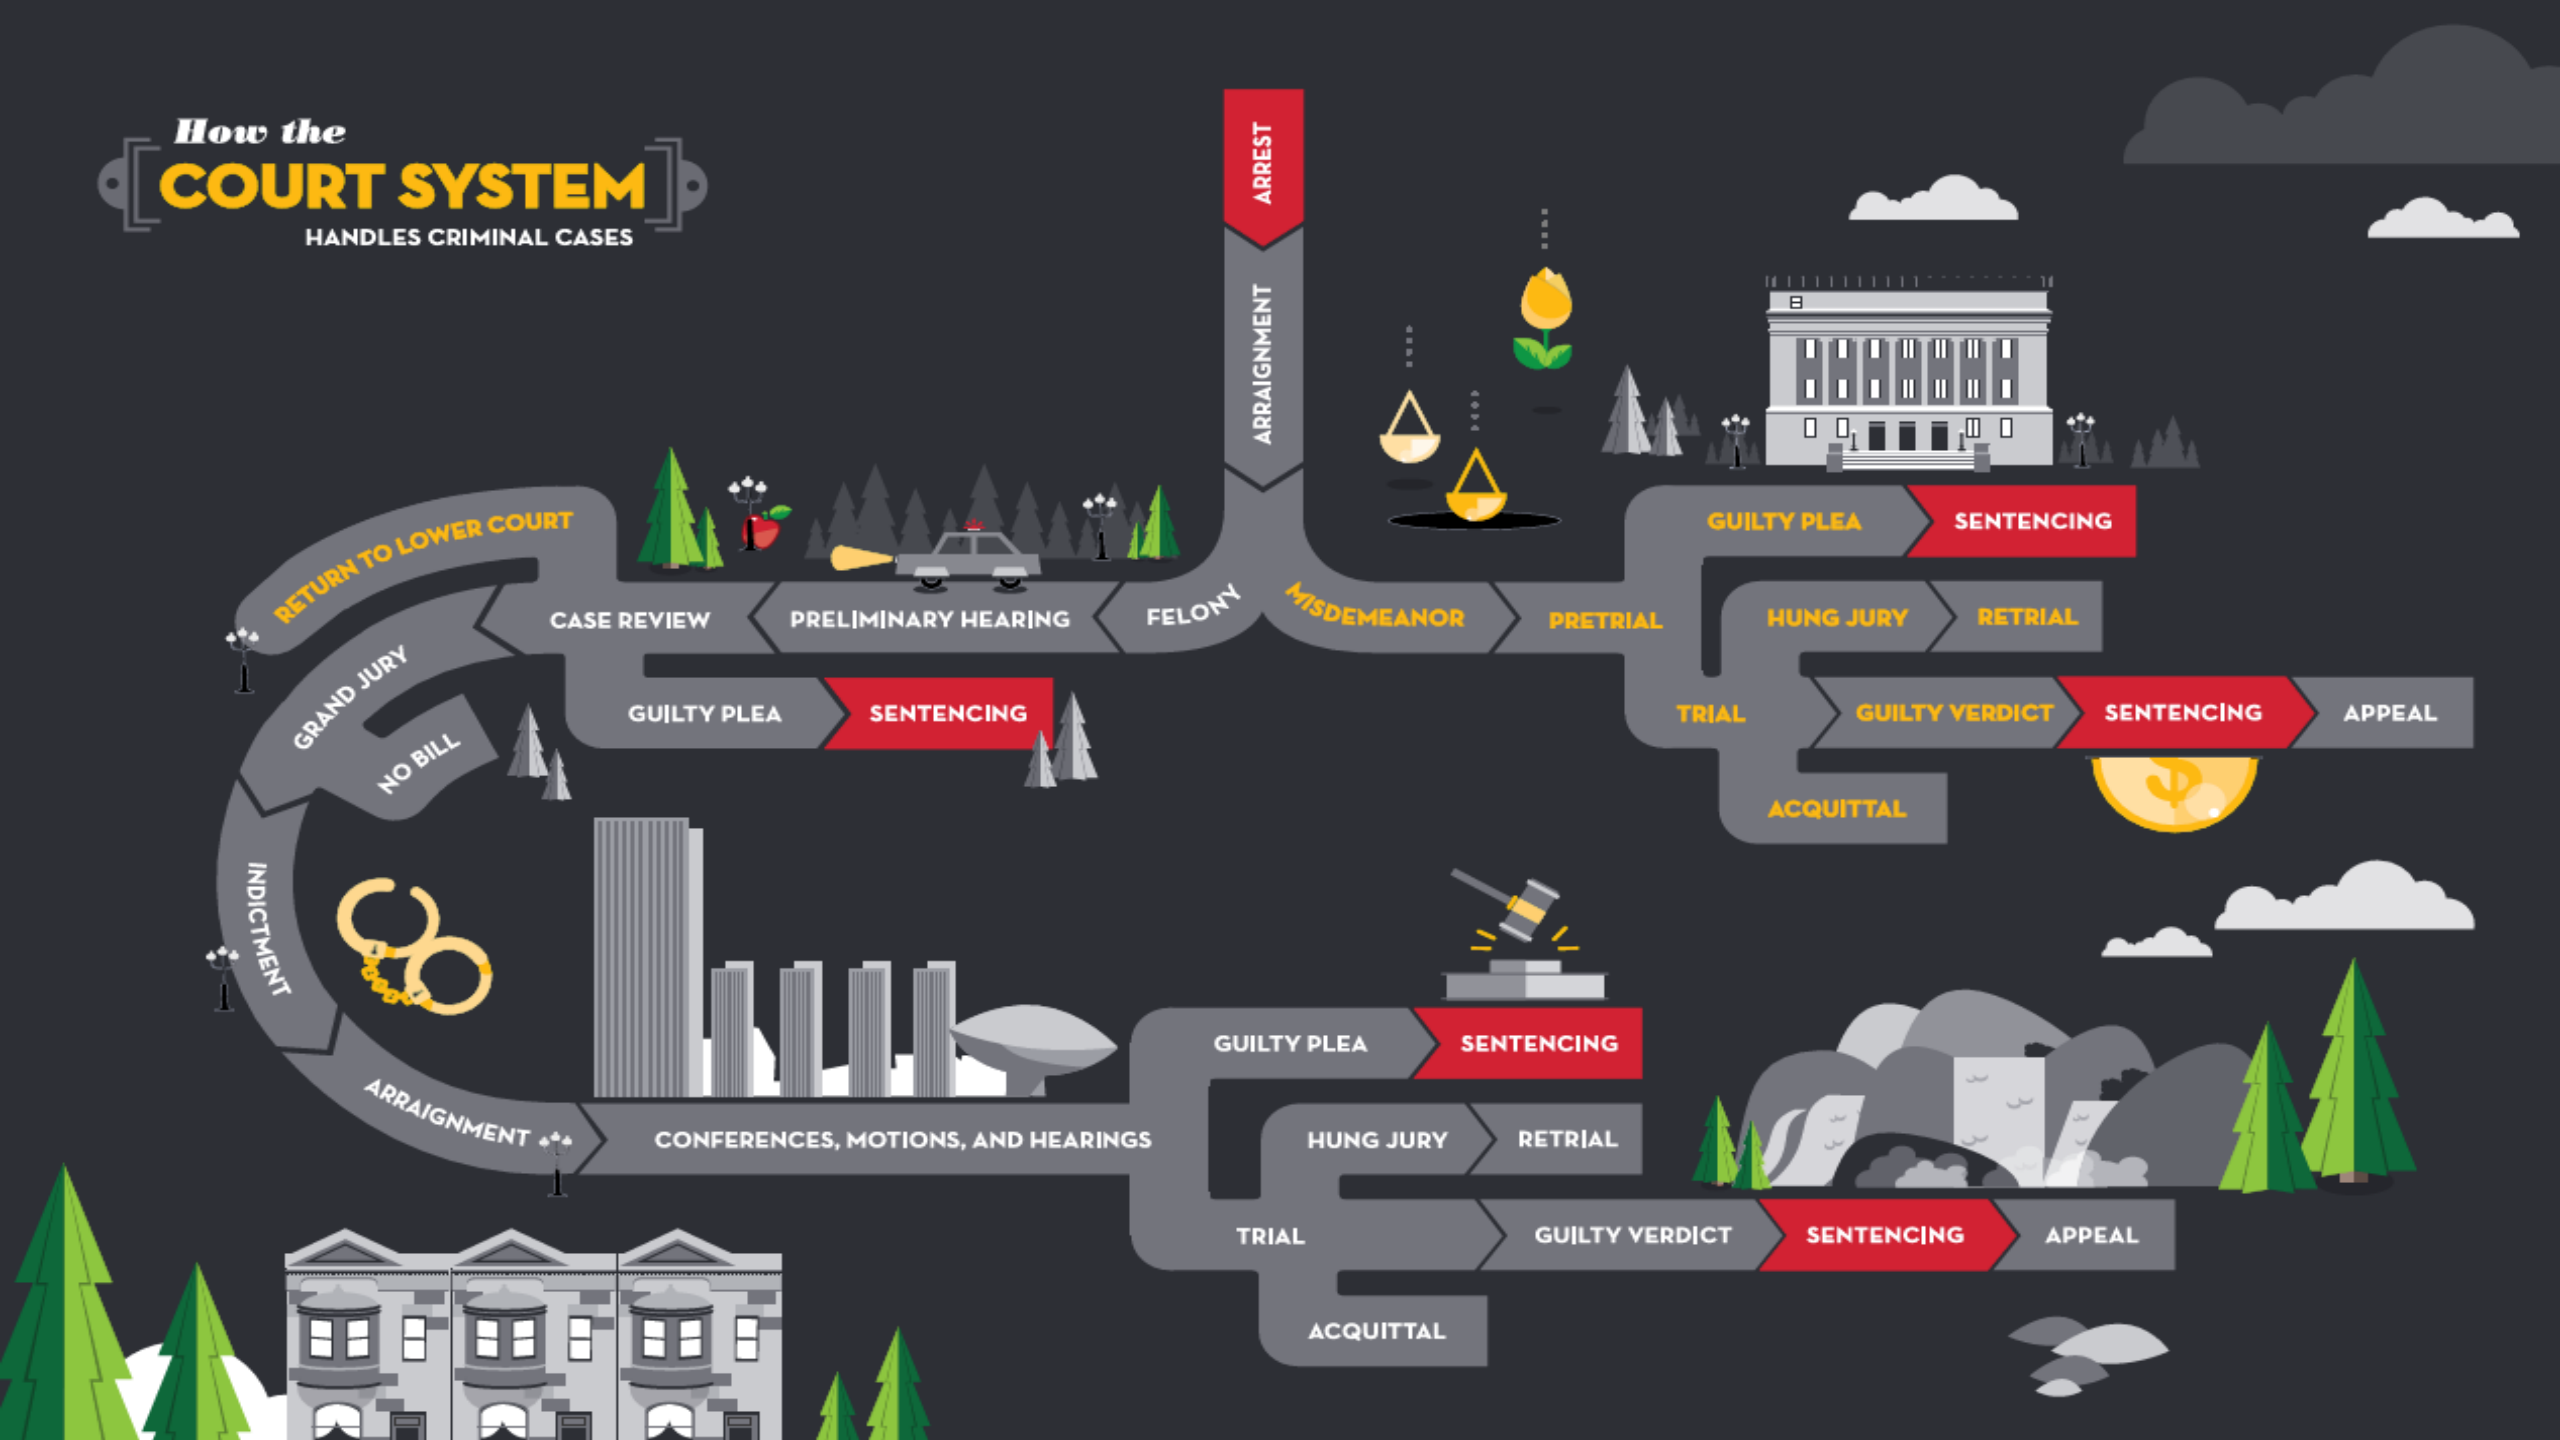 How the
COURT SYSTEM
HANDLES CRIMINAL CASES
ARREST
ARRAIGNMENT
FELONY
PRELIMINARY HEARING
CASE REVIEW
RETURN TO LOWER COURT
GUILTY PLEA
SENTENCING
GRAND JURY
NO BILL
INDICTMENT
ARRAIGNMENT
CONFERENCES, MOTIONS, AND HEARINGS
GUILTY PLEA
SENTENCING
HUNG JURY
RETRIAL
TRIAL
GUILTY VERDICT
SENTENCING
APPEAL
ACQUITTAL
MISDEMEANOR
PRETRIAL
GUILTY PLEA
SENTENCING
HUNG JURY
RETRIAL
TRIAL
GUILTY VERDICT
SENTENCING
APPEAL
ACQUITTAL
$